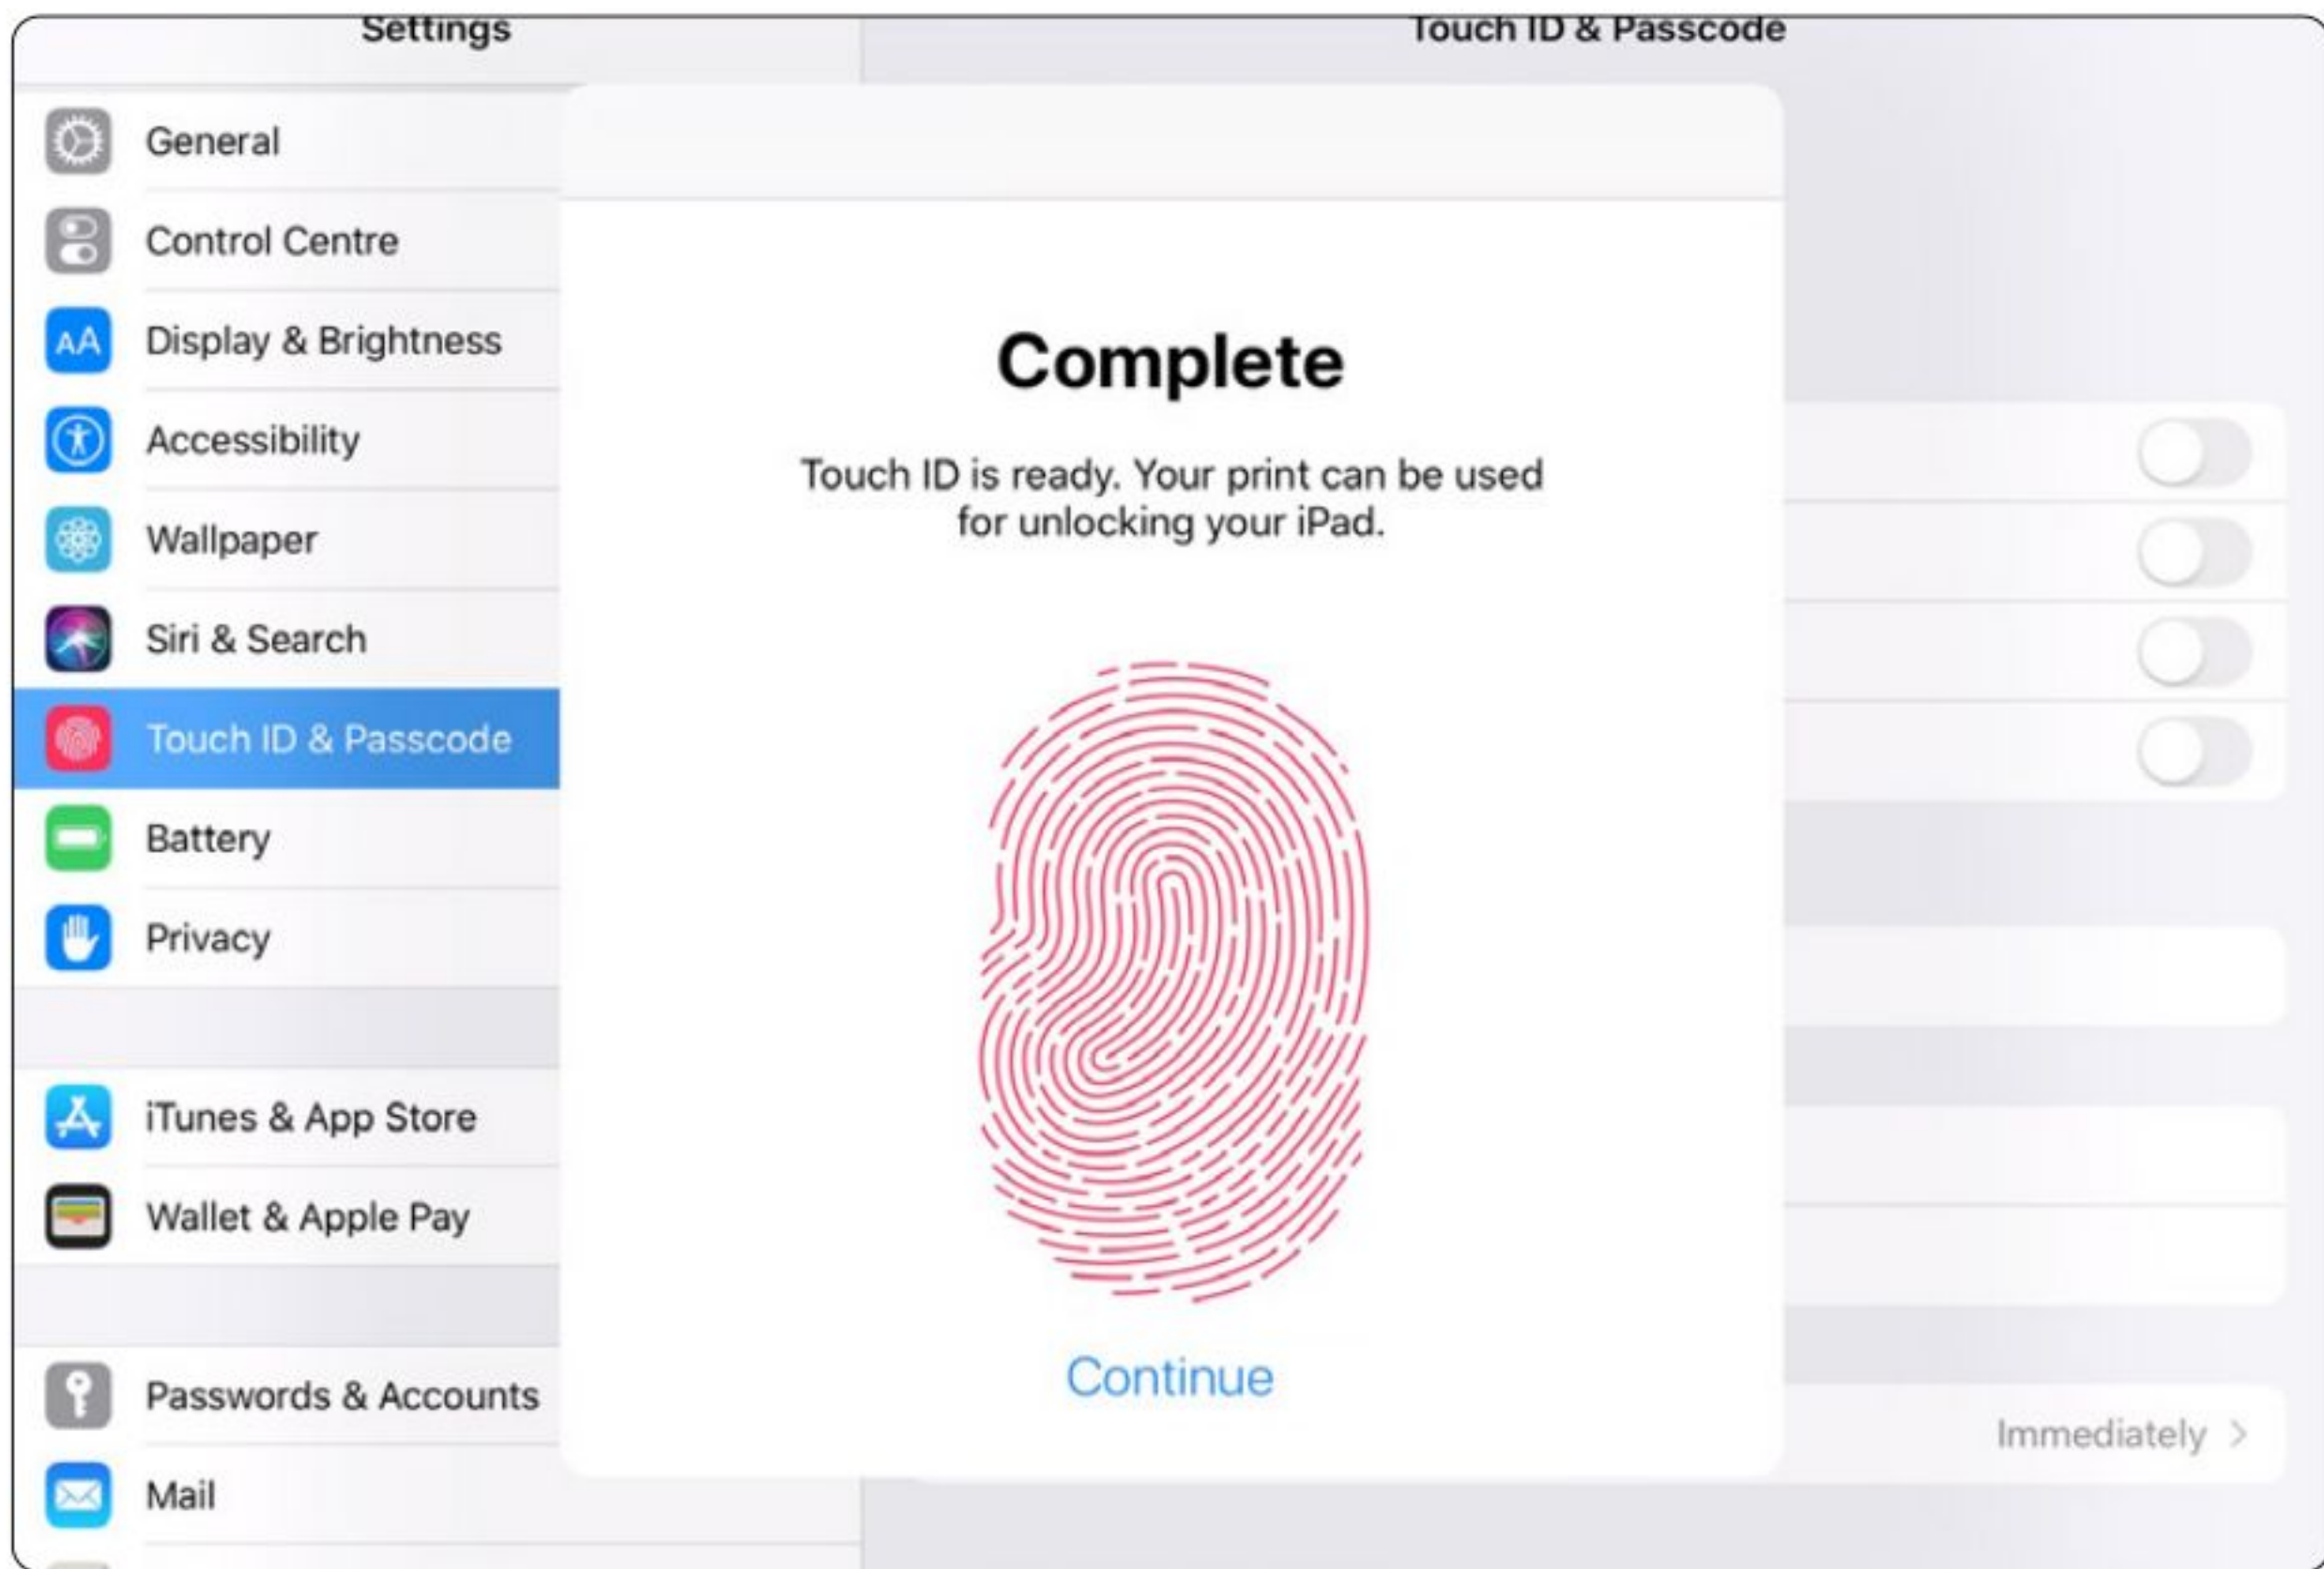 Settings
Touch ID & Passcode
General
Control Centre
AA
Display & Brightness
Accessibility
Wallpaper
Siri & Search
Touch ID & Passcode
Battery
Privacy
iTunes & App Store
Wallet & Apple Pay
Passwords & Accounts
Mail
Complete
Touch ID is ready. Your print can be used
for unlocking your iPad.
Continue
Immediately